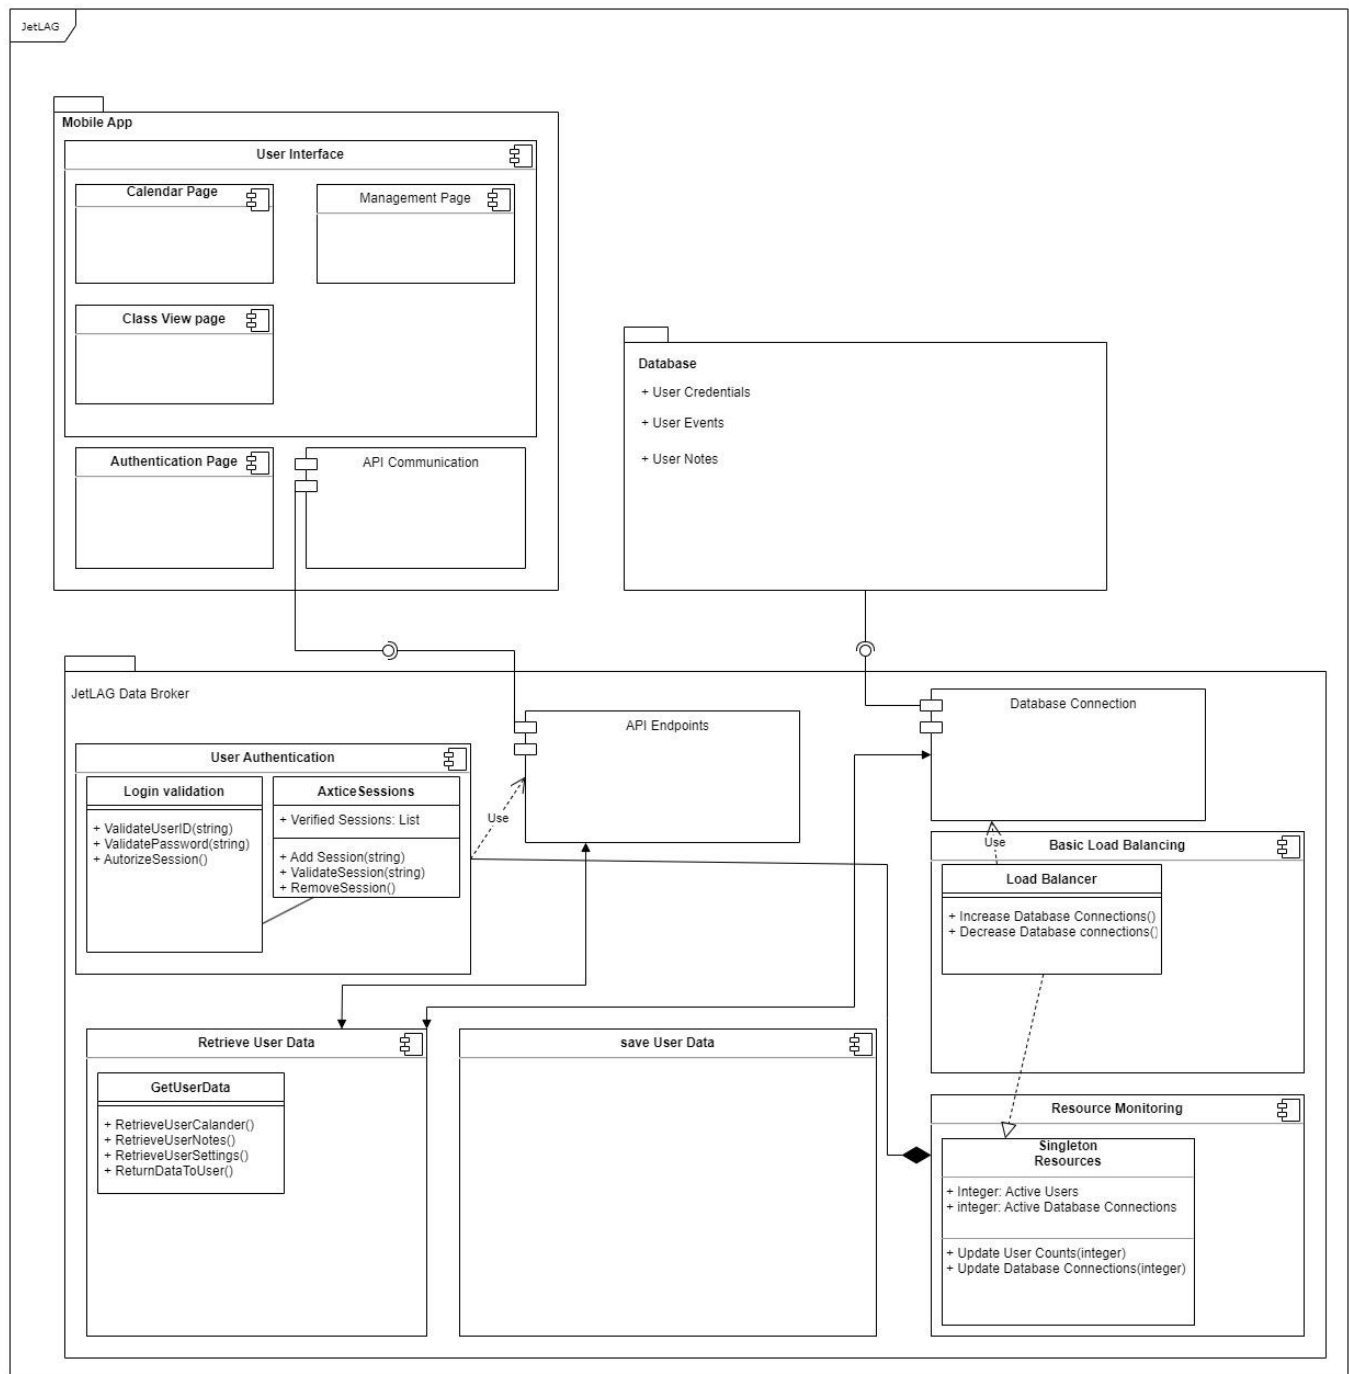 JetLAG
Mobile App
User Interface
Calendar Page
Management Page
Class View page
Authentication Page
API Communication
Database
+ User Credentials
+ User Events
+ User Notes
JetLAG Data Broker
API Endpoints
Database Connection
User Authentication
Login validation
+ ValidateUserID(string)
+ ValidatePassword(string)
+ AutorizeSession()
AxticeSessions
+ Verified Sessions: List
+ Add Session(string)
+ ValidateSession(string)
+ RemoveSession()
Use
Use
Basic Load Balancing
Load Balancer
+ Increase Database Connections()
+ Decrease Database connections()
Retrieve User Data
GetUserData
+ RetrieveUserCalander()
+ RetrieveUserNotes()
+ RetrieveUserSettings()
+ ReturnDataToUser()
save User Data
Resource Monitoring
Singleton
Resources
+ Integer: Active Users
+ integer: Active Database Connections
+ Update User Counts(integer)
+ Update Database Connections(integer)